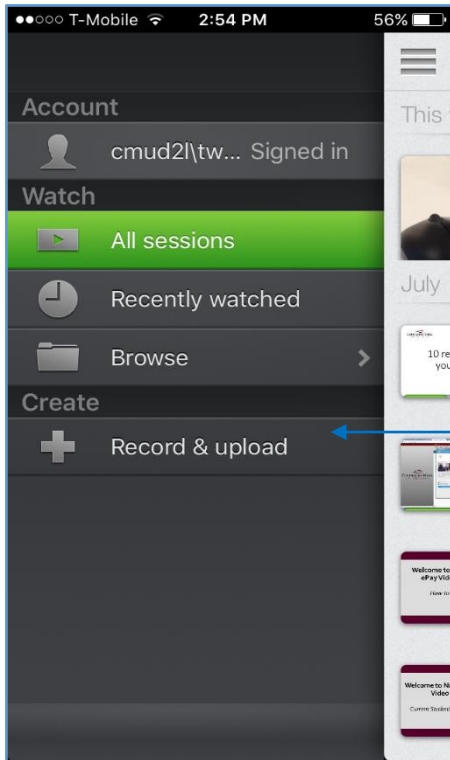 T-Mobile 2:54 PM 56%
This
Account
cmud2l\tw... Signed in
Watch
All sessions
Recently watched
July
Browse
10 re
you
Create
Record & upload
Welcome to
ePay Vid
How to
Welcome to N
Video
Current Student